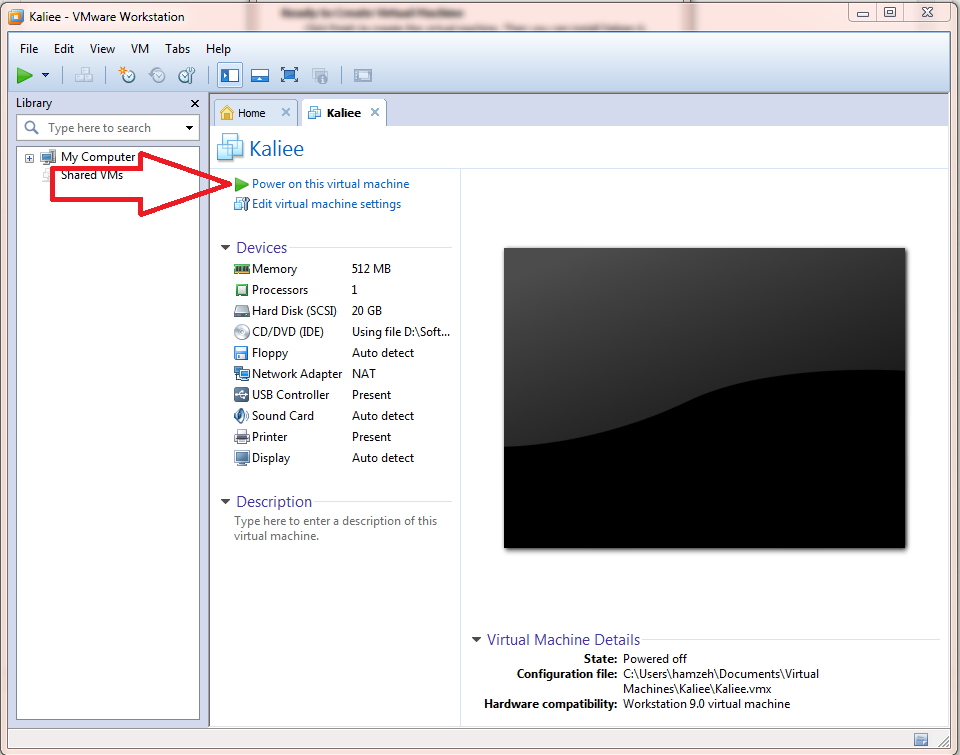 Ready to Create Virtual Machine
Kaliee - VMware Workstation
File Edit View VM Tabs Help
Library
Type here to search
My Computer
Shared VMs
Home
Kaliee
Kaliee
Power on this virtual machine
Edit virtual machine settings
Devices
Memory 512 MB
Processors 1
Hard Disk (SCSI) 20 GB
CD/DVD (IDE) Using file D:\Soft...
Floppy Auto detect
Network Adapter NAT
USB Controller Present
Sound Card Auto detect
Printer Present
Display Auto detect
Description
Type here to enter a description of this
virtual machine.
Virtual Machine Details
State: Powered off
Configuration file: C:\Users\hamzeh\Documents\Virtual
Machines\Kaliee\Kaliee.vmx
Hardware compatibility: Workstation 9.0 virtual machine